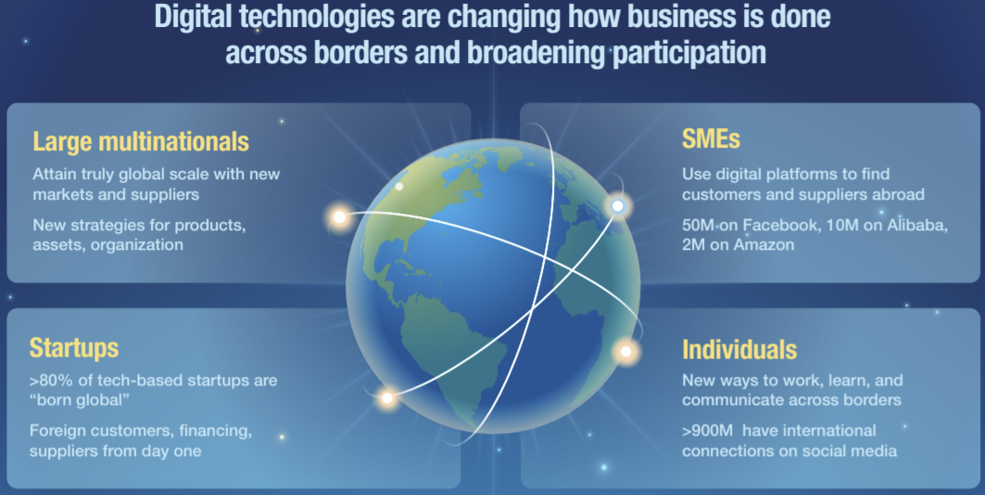 Digital technologies are changing how business is done
across borders and broadening participation
Large multinationals
Attain truly global scale with new
markets and suppliers
New strategies for products,
assets, organization
SMEs
Use digital platforms to find
customers and suppliers abroad
50M on Facebook, 10M on Alibaba,
2M on Amazon
Startups
>80% of tech-based startups are
“born global”
Foreign customers, financing,
suppliers from day one
Individuals
New ways to work, learn, and
communicate across borders
>900M have international
connections on social media